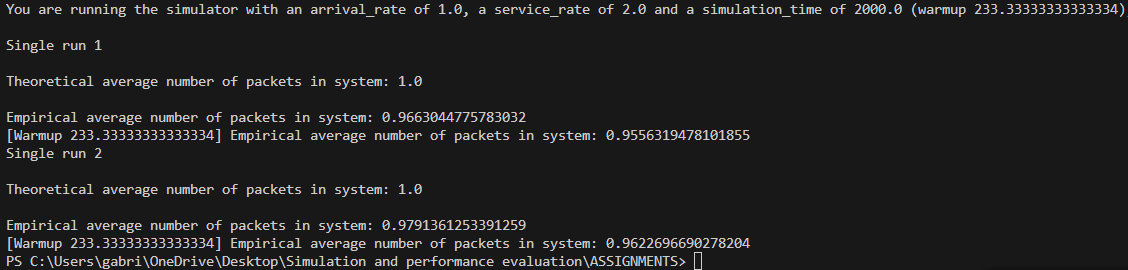 You are running the simulator with an arrival_rate of 1.0, a service_rate of 2.0 and a simulation_time of 2000.0 (warmup 233.33333333333334)
Single run 1
Theoretical average number of packets in system: 1.0
Empirical average number of packets in system: 0.9663044775783032
[Warmup 233.33333333333334] Empirical average number of packets in system: 0.9556319478101855
Single run 2
Theoretical average number of packets in system: 1.0
Empirical average number of packets in system: 0.9791361253391259
[Warmup 233.33333333333334] Empirical average number of packets in system: 0.9622696690278204
PS C:\Users\gabri\OneDrive\Desktop\Simulation and performance evaluation\ASSIGNMENTS>